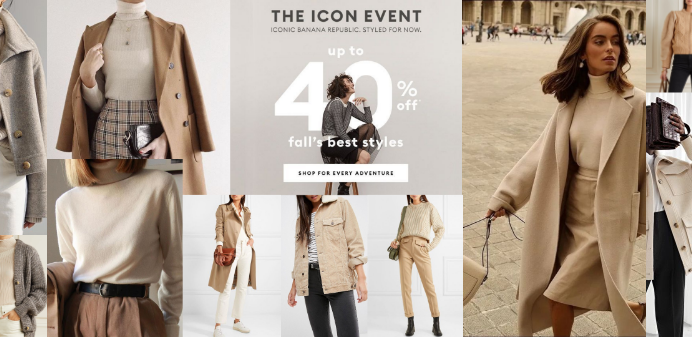 THE ICON EVENT
ICONIC BANANA REPUBLIC. STYLED FOR NOW.
up to
40% off*
fall's best styles
SHOP FOR EVERY ADVENTURE